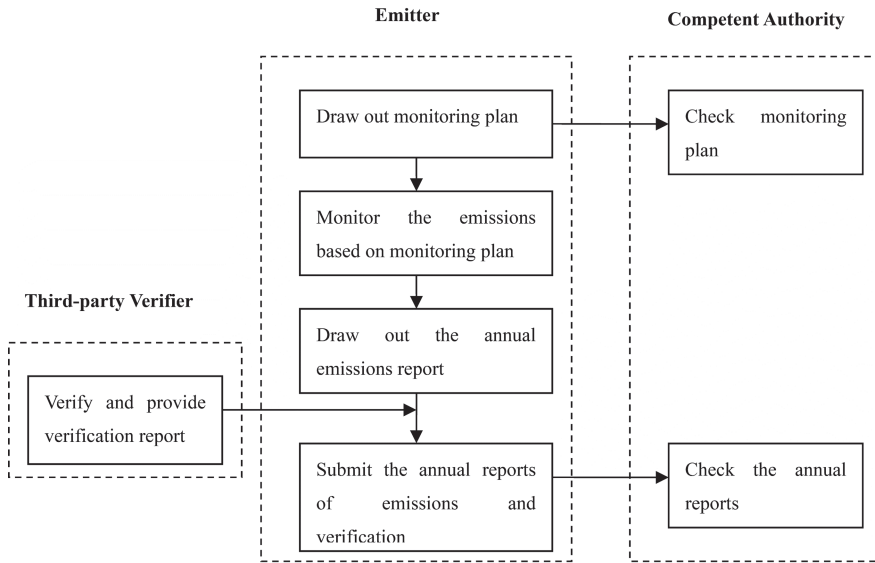 Emitter
Competent Authority
Draw out monitoring plan
Check monitoring
plan
Monitor the emissions
based on monitoring plan
Third-party Verifier
Draw out the annual
emissions report
Verify and provide
verification report
Submit the annual reports
of emissions and
verification
Check the annual
reports